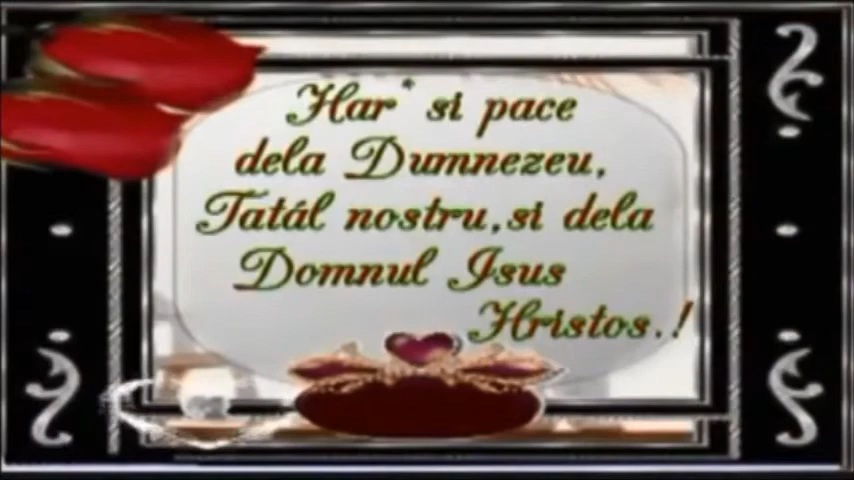 Har* si pace
dela Dumnezeu,
Tatál nostru, si dela
Domnul Isus
Hristos.!